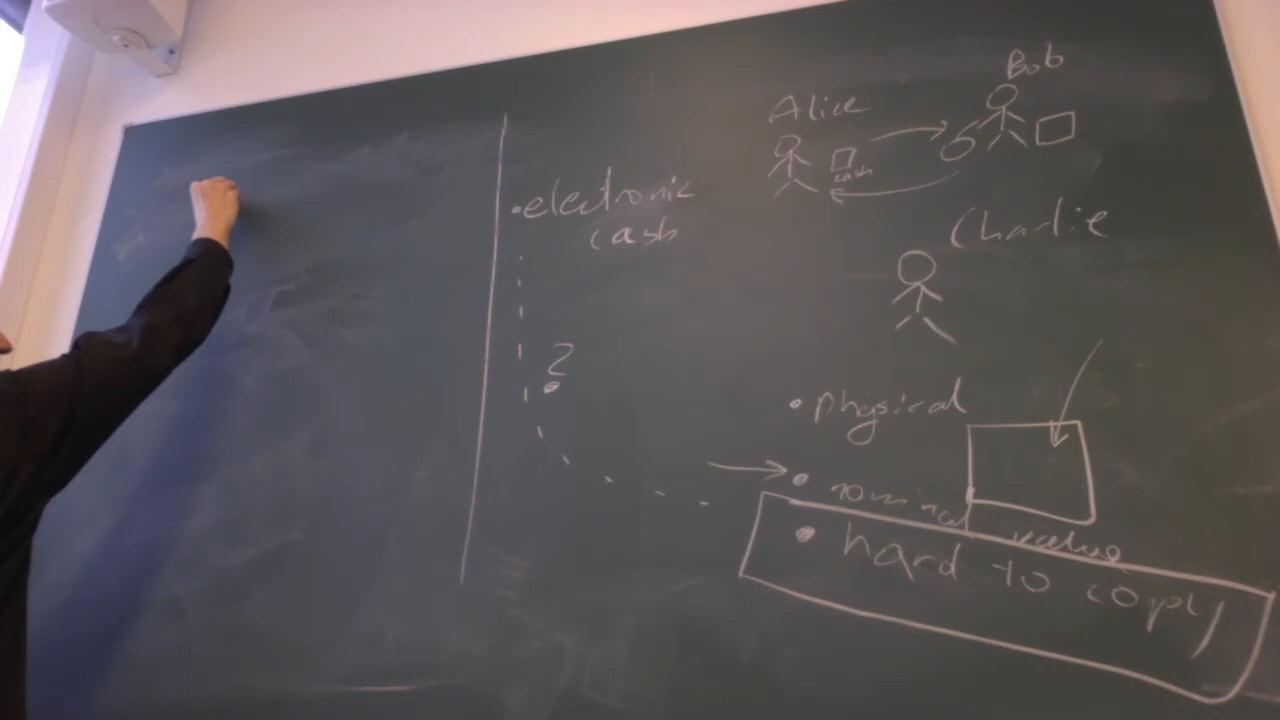 Bob
Alice
cash
• electronic
cash
Charlie
?
• physical
• nominal value
• hard to copy